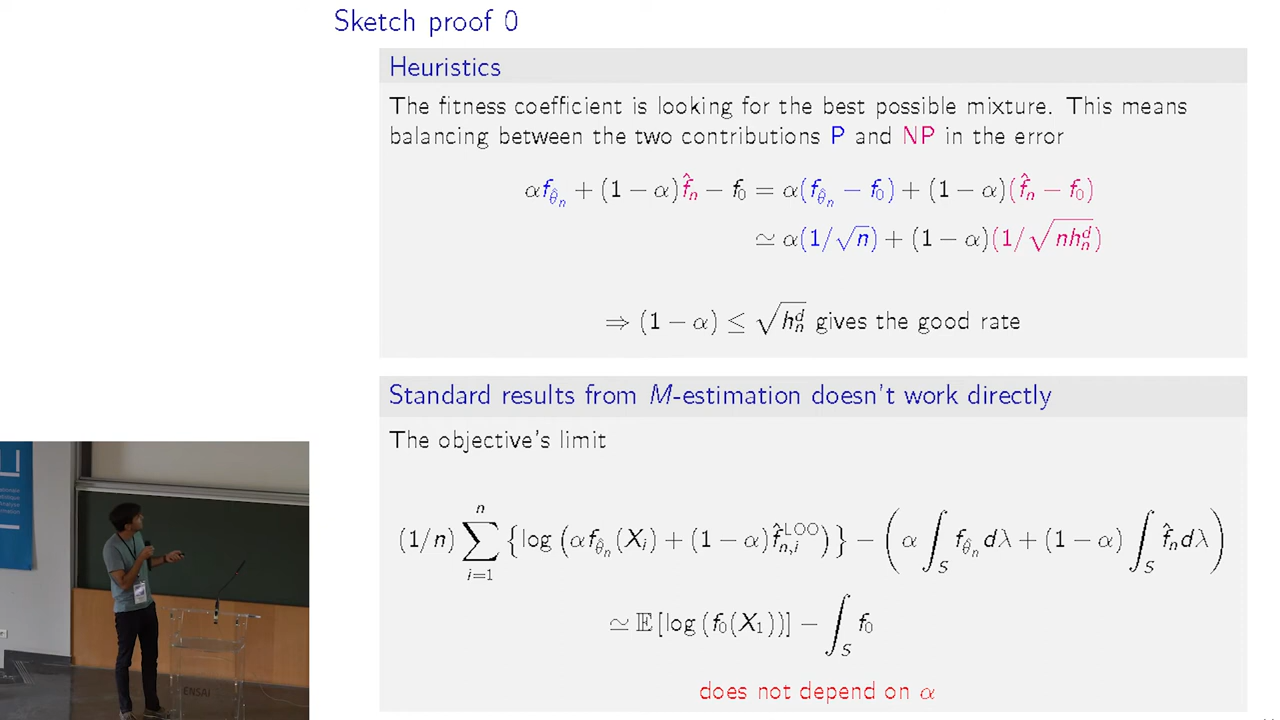 Sketch proof 0
Heuristics
The fitness coefficient is looking for the best possible mixture. This means
balancing between the two contributions P and NP in the error
αf_{θ̂_n} + (1 − α)f̂_n − f_0 = α(f_{θ̂_n} − f_0) + (1 − α)(f̂_n − f_0)
≃ α(1/√n) + (1 − α)(1/√(nh_n^d))
⇒ (1 − α) ≤ √(h_n^d) gives the good rate
Standard results from M-estimation doesn't work directly
The objective's limit
(1/n) ∑_{i=1}^{n} {log (αf_{θ̂_n}(X_i) + (1 − α)f̂_{n,i}^{LOO})} − (α ∫_S f_{θ̂_n} dλ + (1 − α) ∫_S f̂_n dλ)
≃ 𝔼 [log (f_0(X_1))] − ∫_S f_0
does not depend on α
ENSAI